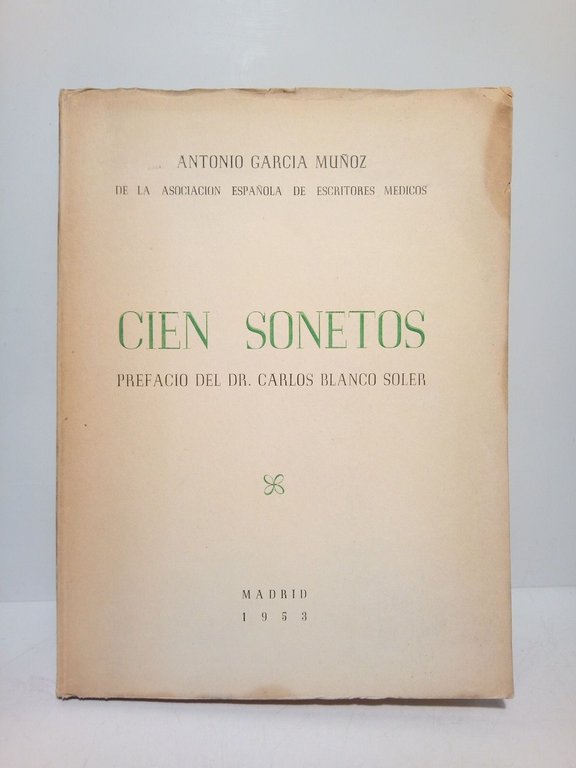 ANTONIO GARCIA MUÑOZ
DE LA ASOCIACION ESPAÑOLA DE ESCRITORES MEDICOS
CIEN SONETOS
PREFACIO DEL DR. CARLOS BLANCO SOLER
MADRID
1953